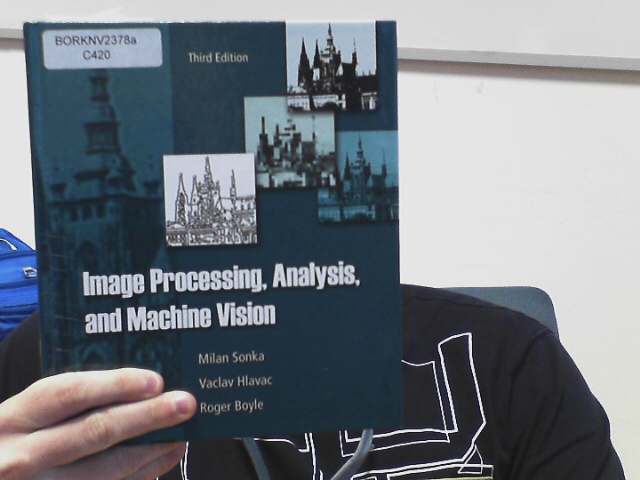 BORKNV2378a
C420
Third Edition
Image Processing, Analysis,
and Machine Vision
Milan Sonka
Vaclav Hlavac
Roger Boyle